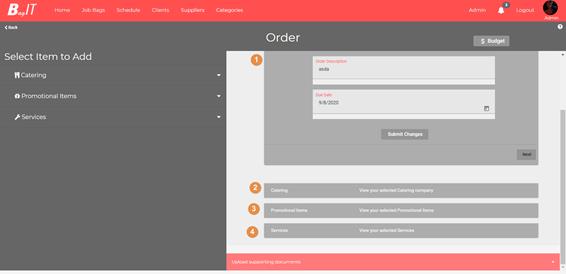 Bag IT
Home Job Bags Schedule Clients Suppliers Categories Admin Logout Admin
Back
Order
$ Budget
Select Item to Add
Catering
Promotional Items
Services
1
Order Description
asda
Due Date
9/8/2020
Submit Changes
Next
2 Catering View your selected Catering company
3 Promotional Items View your selected Promotional Items
4 Services View your selected Services
Upload supporting documents